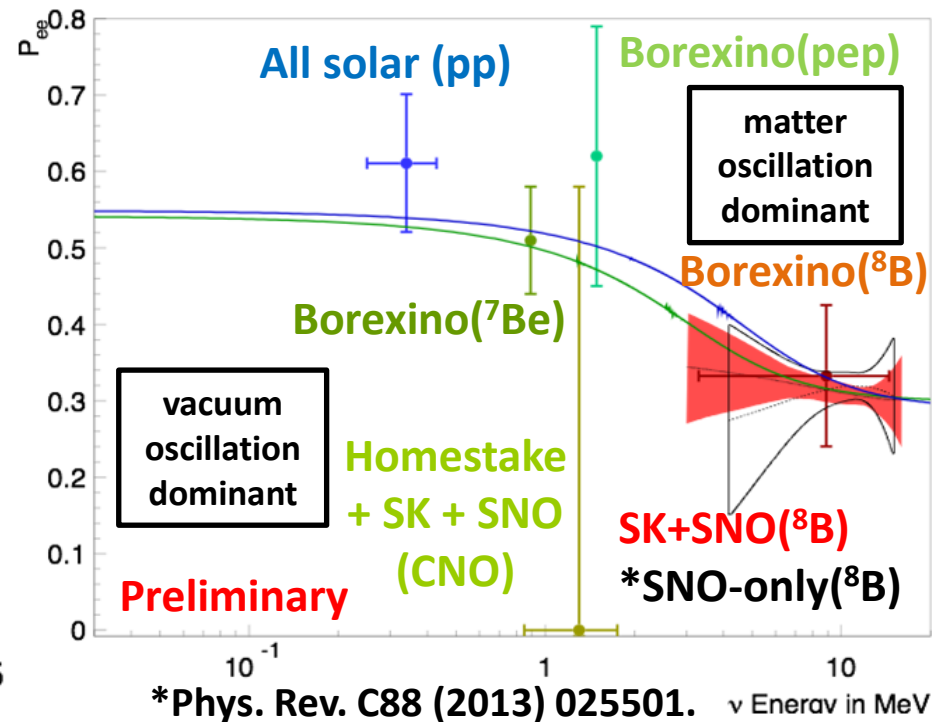 0.8
P_ee
All solar (pp)
Borexino(pep)
0.7
matter
oscillation
dominant
0.6
0.5
Borexino(⁸B)
0.4
Borexino(⁷Be)
0.3
vacuum
oscillation
dominant
Homestake
+ SK + SNO
(CNO)
0.2
SK+SNO(⁸B)
*SNO-only(⁸B)
0.1
Preliminary
0
10⁻¹
1
10
*Phys. Rev. C88 (2013) 025501.
ν Energy in MeV